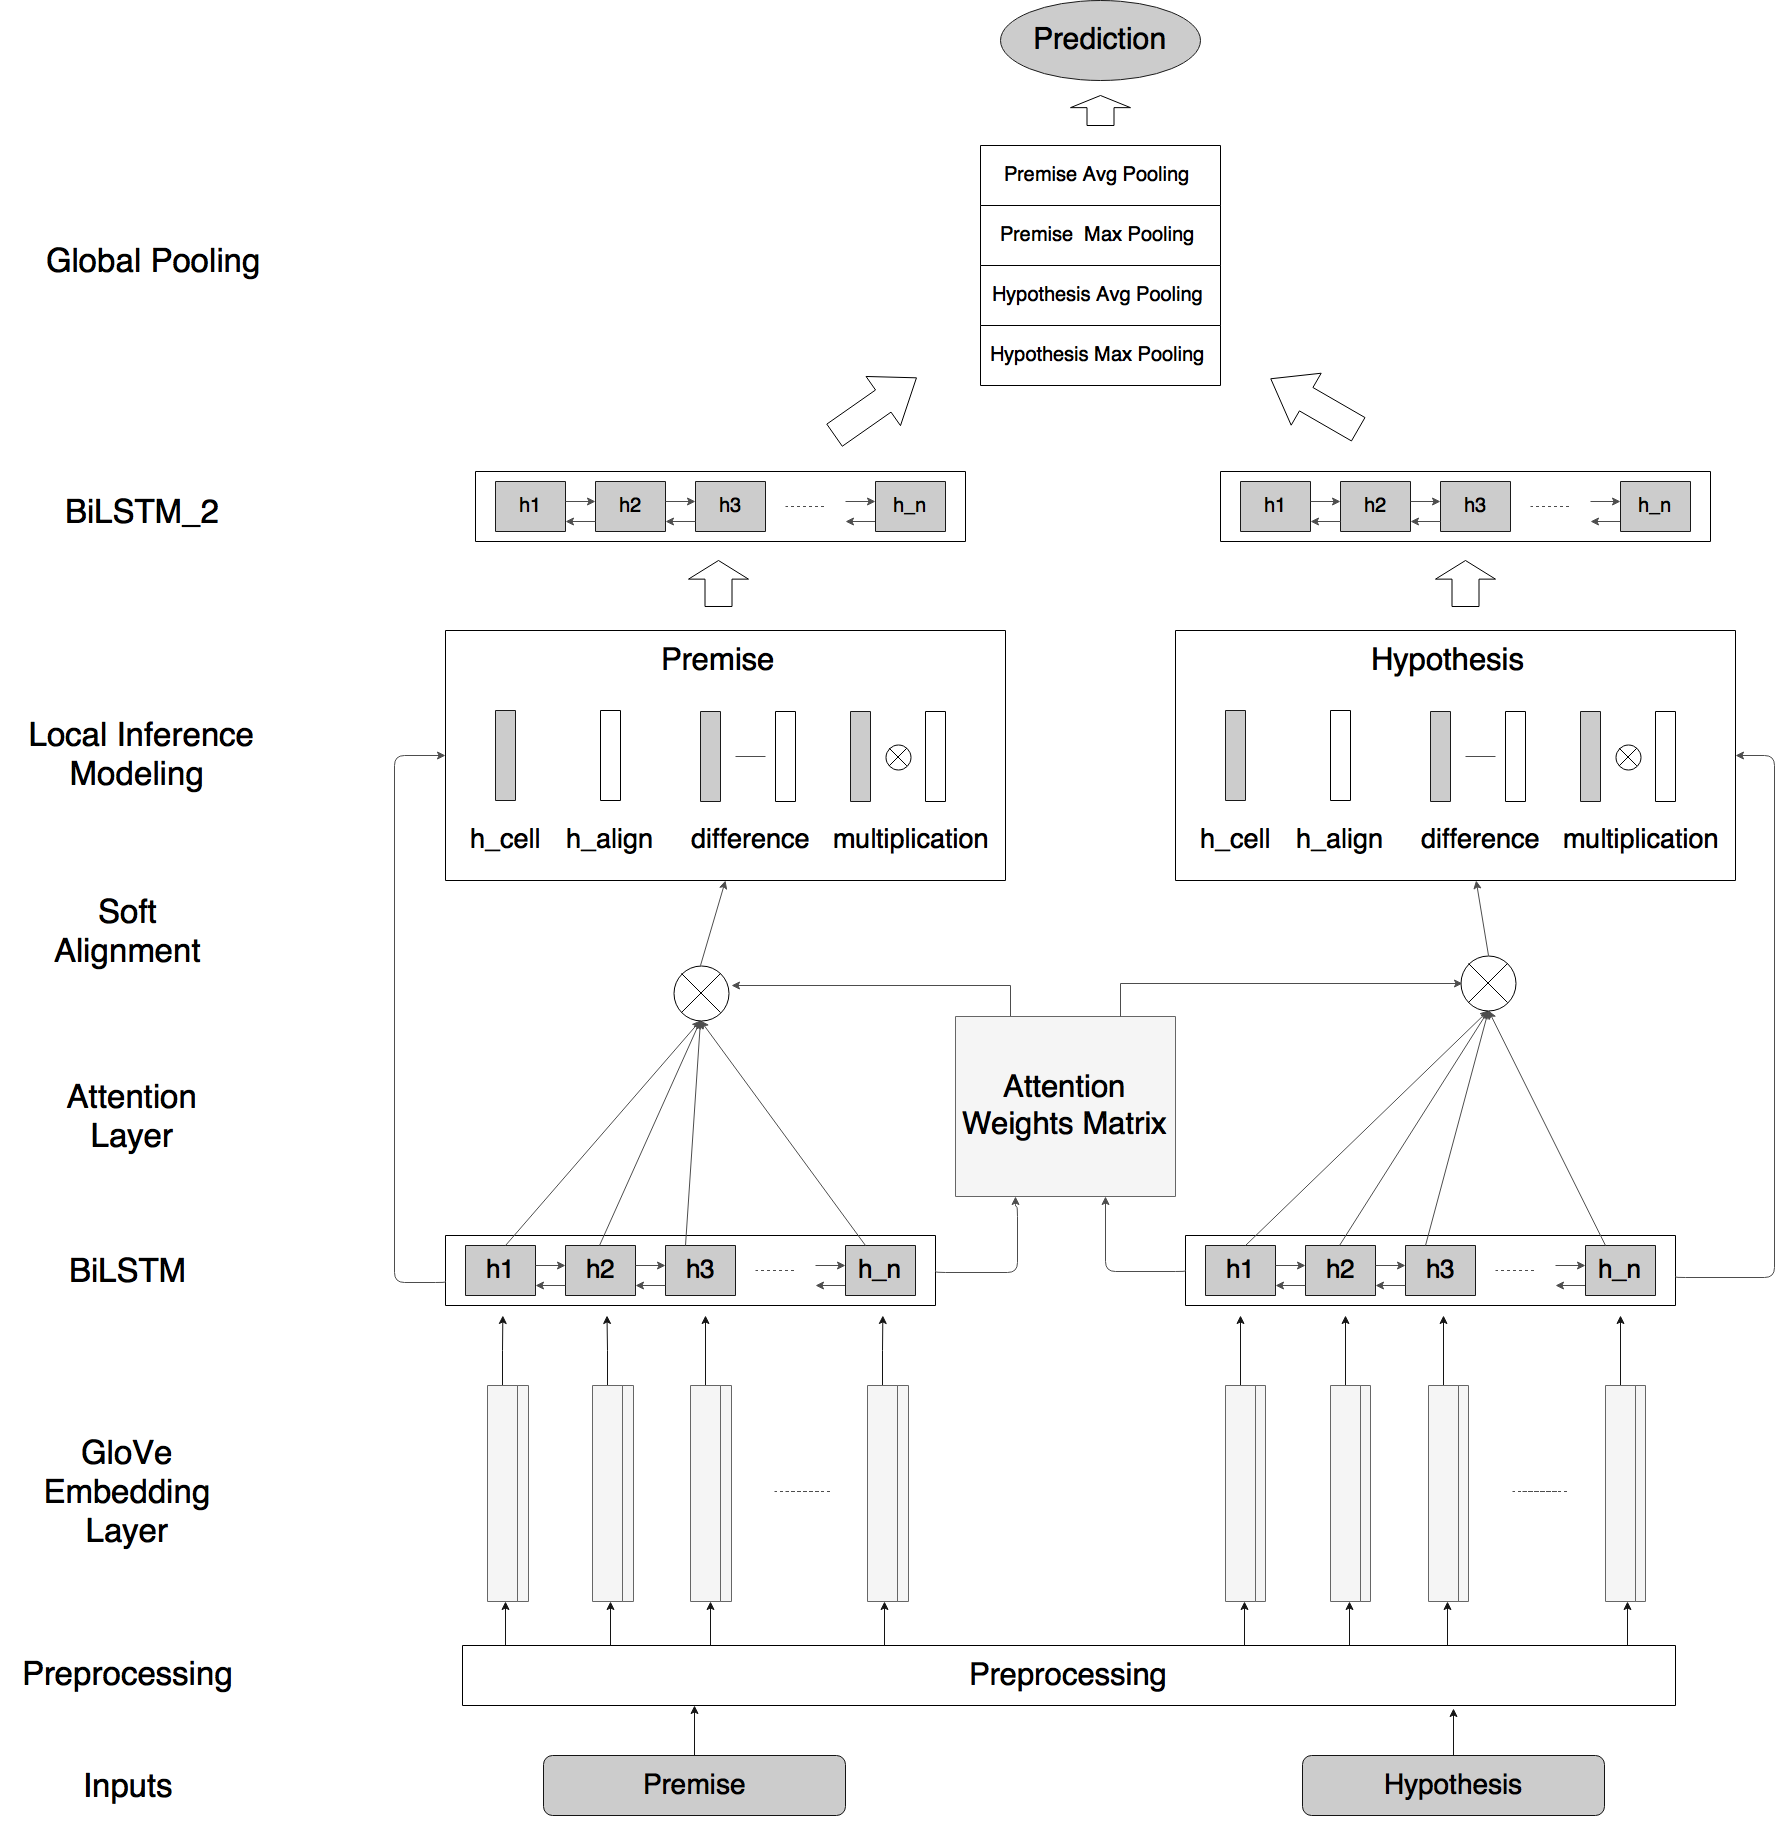 Prediction
Premise Avg Pooling
Premise Max Pooling
Global Pooling
Hypothesis Avg Pooling
Hypothesis Max Pooling
BiLSTM_2
h1 h2 h3 ...... h_n
h1 h2 h3 ...... h_n
Premise
Hypothesis
Local Inference
Modeling
h_cell h_align difference multiplication
h_cell h_align difference multiplication
Soft
Alignment
Attention
Layer
Attention
Weights Matrix
BiLSTM
h1 h2 h3 ...... h_n
h1 h2 h3 ...... h_n
GloVe
Embedding
Layer
Preprocessing
Preprocessing
Inputs
Premise
Hypothesis